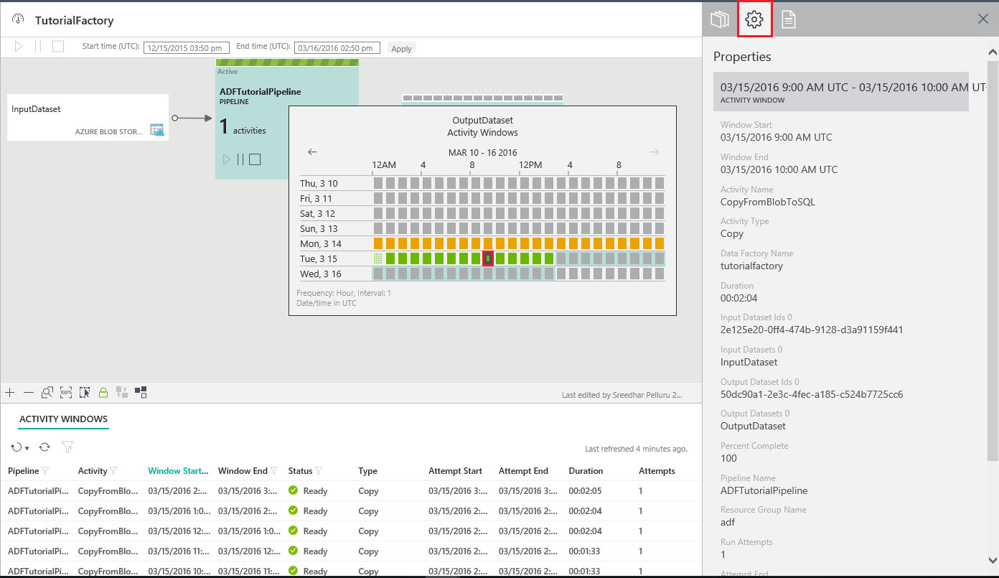 TutorialFactory
Start time (UTC): 12/15/2015 03:50 pm End time (UTC): 03/16/2016 02:50 pm Apply
InputDataset
AZURE BLOB STOR...
Active
ADFTutorialPipeline
PIPELINE
1 activities
OutputDataset
Activity Windows
MAR 10 - 16 2016
12AM 4 8 12PM 4 8
Thu, 3 10
Fri, 3 11
Sat, 3 12
Sun, 3 13
Mon, 3 14
Tue, 3 15
Wed, 3 16
Frequency: Hour, Interval: 1
Date/time in UTC
100%
Last edited by Sreedhar Pelluru 2...
ACTIVITY WINDOWS
Last refreshed 4 minutes ago.
Pipeline Activity Window Start... Window End Status Type Attempt Start Attempt End Duration Attempts
ADFTutorialPi... CopyFromBlo... 03/15/2016 2:... 03/15/2016 3:... Ready Copy 03/15/2016 3:... 03/15/2016 3:... 00:02:05 1
ADFTutorialPi... CopyFromBlo... 03/15/2016 1:0... 03/15/2016 2:... Ready Copy 03/15/2016 2:... 03/15/2016 2:... 00:02:04 1
ADFTutorialPi... CopyFromBlo... 03/15/2016 12:... 03/15/2016 1:0... Ready Copy 03/15/2016 2:... 03/15/2016 2:... 00:02:04 1
ADFTutorialPi... CopyFromBlo... 03/15/2016 11:... 03/15/2016 12:... Ready Copy 03/15/2016 2:... 03/15/2016 2:... 00:01:33 1
ADFTutorialPi... CopyFromBlo... 03/15/2016 10:... 03/15/2016 11:... Ready Copy 03/15/2016 2:... 03/15/2016 2:... 00:01:33 1
Properties
03/15/2016 9:00 AM UTC - 03/15/2016 10:00 AM UT
ACTIVITY WINDOW
Window Start
03/15/2016 9:00 AM UTC
Window End
03/15/2016 10:00 AM UTC
Activity Name
CopyFromBlobToSQL
Activity Type
Copy
Data Factory Name
tutorialfactory
Duration
00:02:04
Input Dataset Ids 0
2e125e20-0ff4-474b-9128-d3a91159f441
Input Datasets 0
InputDataset
Output Dataset Ids 0
50dc90a1-2e3c-4fec-a185-c524b7725cc6
Output Datasets 0
OutputDataset
Percent Complete
100
Pipeline Name
ADFTutorialPipeline
Resource Group Name
adf
Run Attempts
1
Attempt End